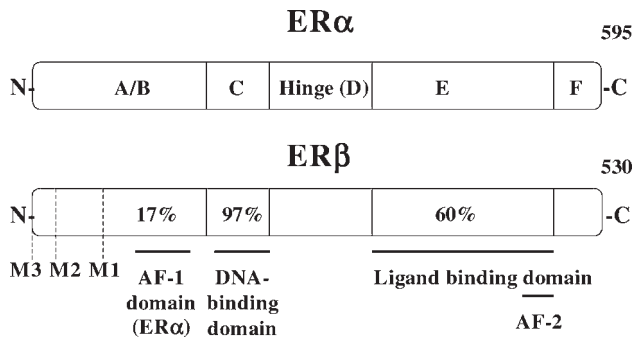 ERα
595
N- A/B C Hinge (D) E F -C
ERβ
530
N- 17% 97% 60% -C
M3 M2 M1
AF-1 domain (ERα)
DNA-binding domain
Ligand binding domain
AF-2